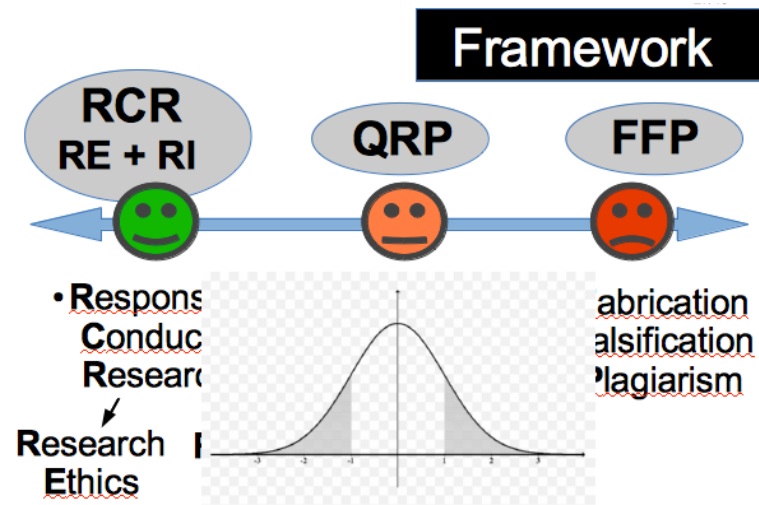 Framework
RCR
RE + RI
QRP
FFP
• Respons
Conduc
Researc
abrication
alsification
Plagiarism
Research
Ethics
-3 -2 -1 1 2 3